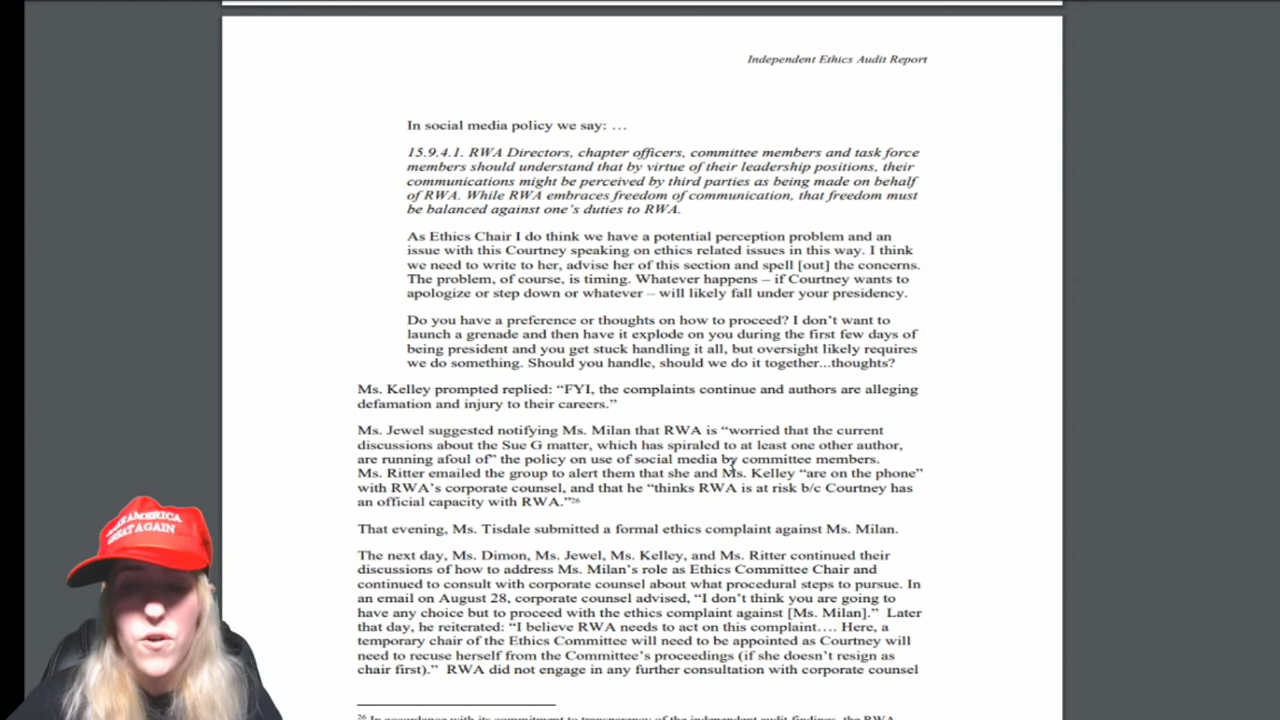 Independent Ethics Audit Report
In social media policy we say: …
15.9.4.1. RWA Directors, chapter officers, committee members and task force
members should understand that by virtue of their leadership positions, their
communications might be perceived by third parties as being made on behalf
of RWA. While RWA embraces freedom of communication, that freedom must
be balanced against one's duties to RWA.
As Ethics Chair I do think we have a potential perception problem and an
issue with this Courtney speaking on ethics related issues in this way. I think
we need to write to her, advise her of this section and spell [out] the concerns.
The problem, of course, is timing. Whatever happens – if Courtney wants to
apologize or step down or whatever – will likely fall under your presidency.
Do you have a preference or thoughts on how to proceed? I don't want to
launch a grenade and then have it explode on you during the first few days of
being president and you get stuck handling it all, but oversight likely requires
we do something. Should you handle, should we do it together...thoughts?
Ms. Kelley prompted replied: “FYI, the complaints continue and authors are alleging
defamation and injury to their careers.”
Ms. Jewel suggested notifying Ms. Milan that RWA is “worried that the current
discussions about the Sue G matter, which has spiraled to at least one other author,
are running afoul of” the policy on use of social media by committee members.
Ms. Ritter emailed the group to alert them that she and Ms. Kelley “are on the phone”
with RWA's corporate counsel, and that he “thinks RWA is at risk b/c Courtney has
an official capacity with RWA.”26
That evening, Ms. Tisdale submitted a formal ethics complaint against Ms. Milan.
The next day, Ms. Dimon, Ms. Jewel, Ms. Kelley, and Ms. Ritter continued their
discussions of how to address Ms. Milan's role as Ethics Committee Chair and
continued to consult with corporate counsel about what procedural steps to pursue. In
an email on August 28, corporate counsel advised, “I don't think you are going to
have any choice but to proceed with the ethics complaint against [Ms. Milan].” Later
that day, he reiterated: “I believe RWA needs to act on this complaint…. Here, a
temporary chair of the Ethics Committee will need to be appointed as Courtney will
need to recuse herself from the Committee's proceedings (if she doesn't resign as
chair first).” RWA did not engage in any further consultation with corporate counsel
26 In accordance with its commitment to transparency of the independent audit findings, the RWA
AMERICA
GREAT AGAIN